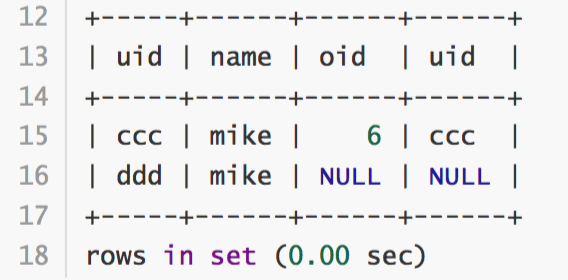 12 +-----+------+------+------+
13 | uid | name | oid  | uid  |
14 +-----+------+------+------+
15 | ccc | mike |    6 | ccc  |
16 | ddd | mike | NULL | NULL |
17 +-----+------+------+------+
18 rows in set (0.00 sec)